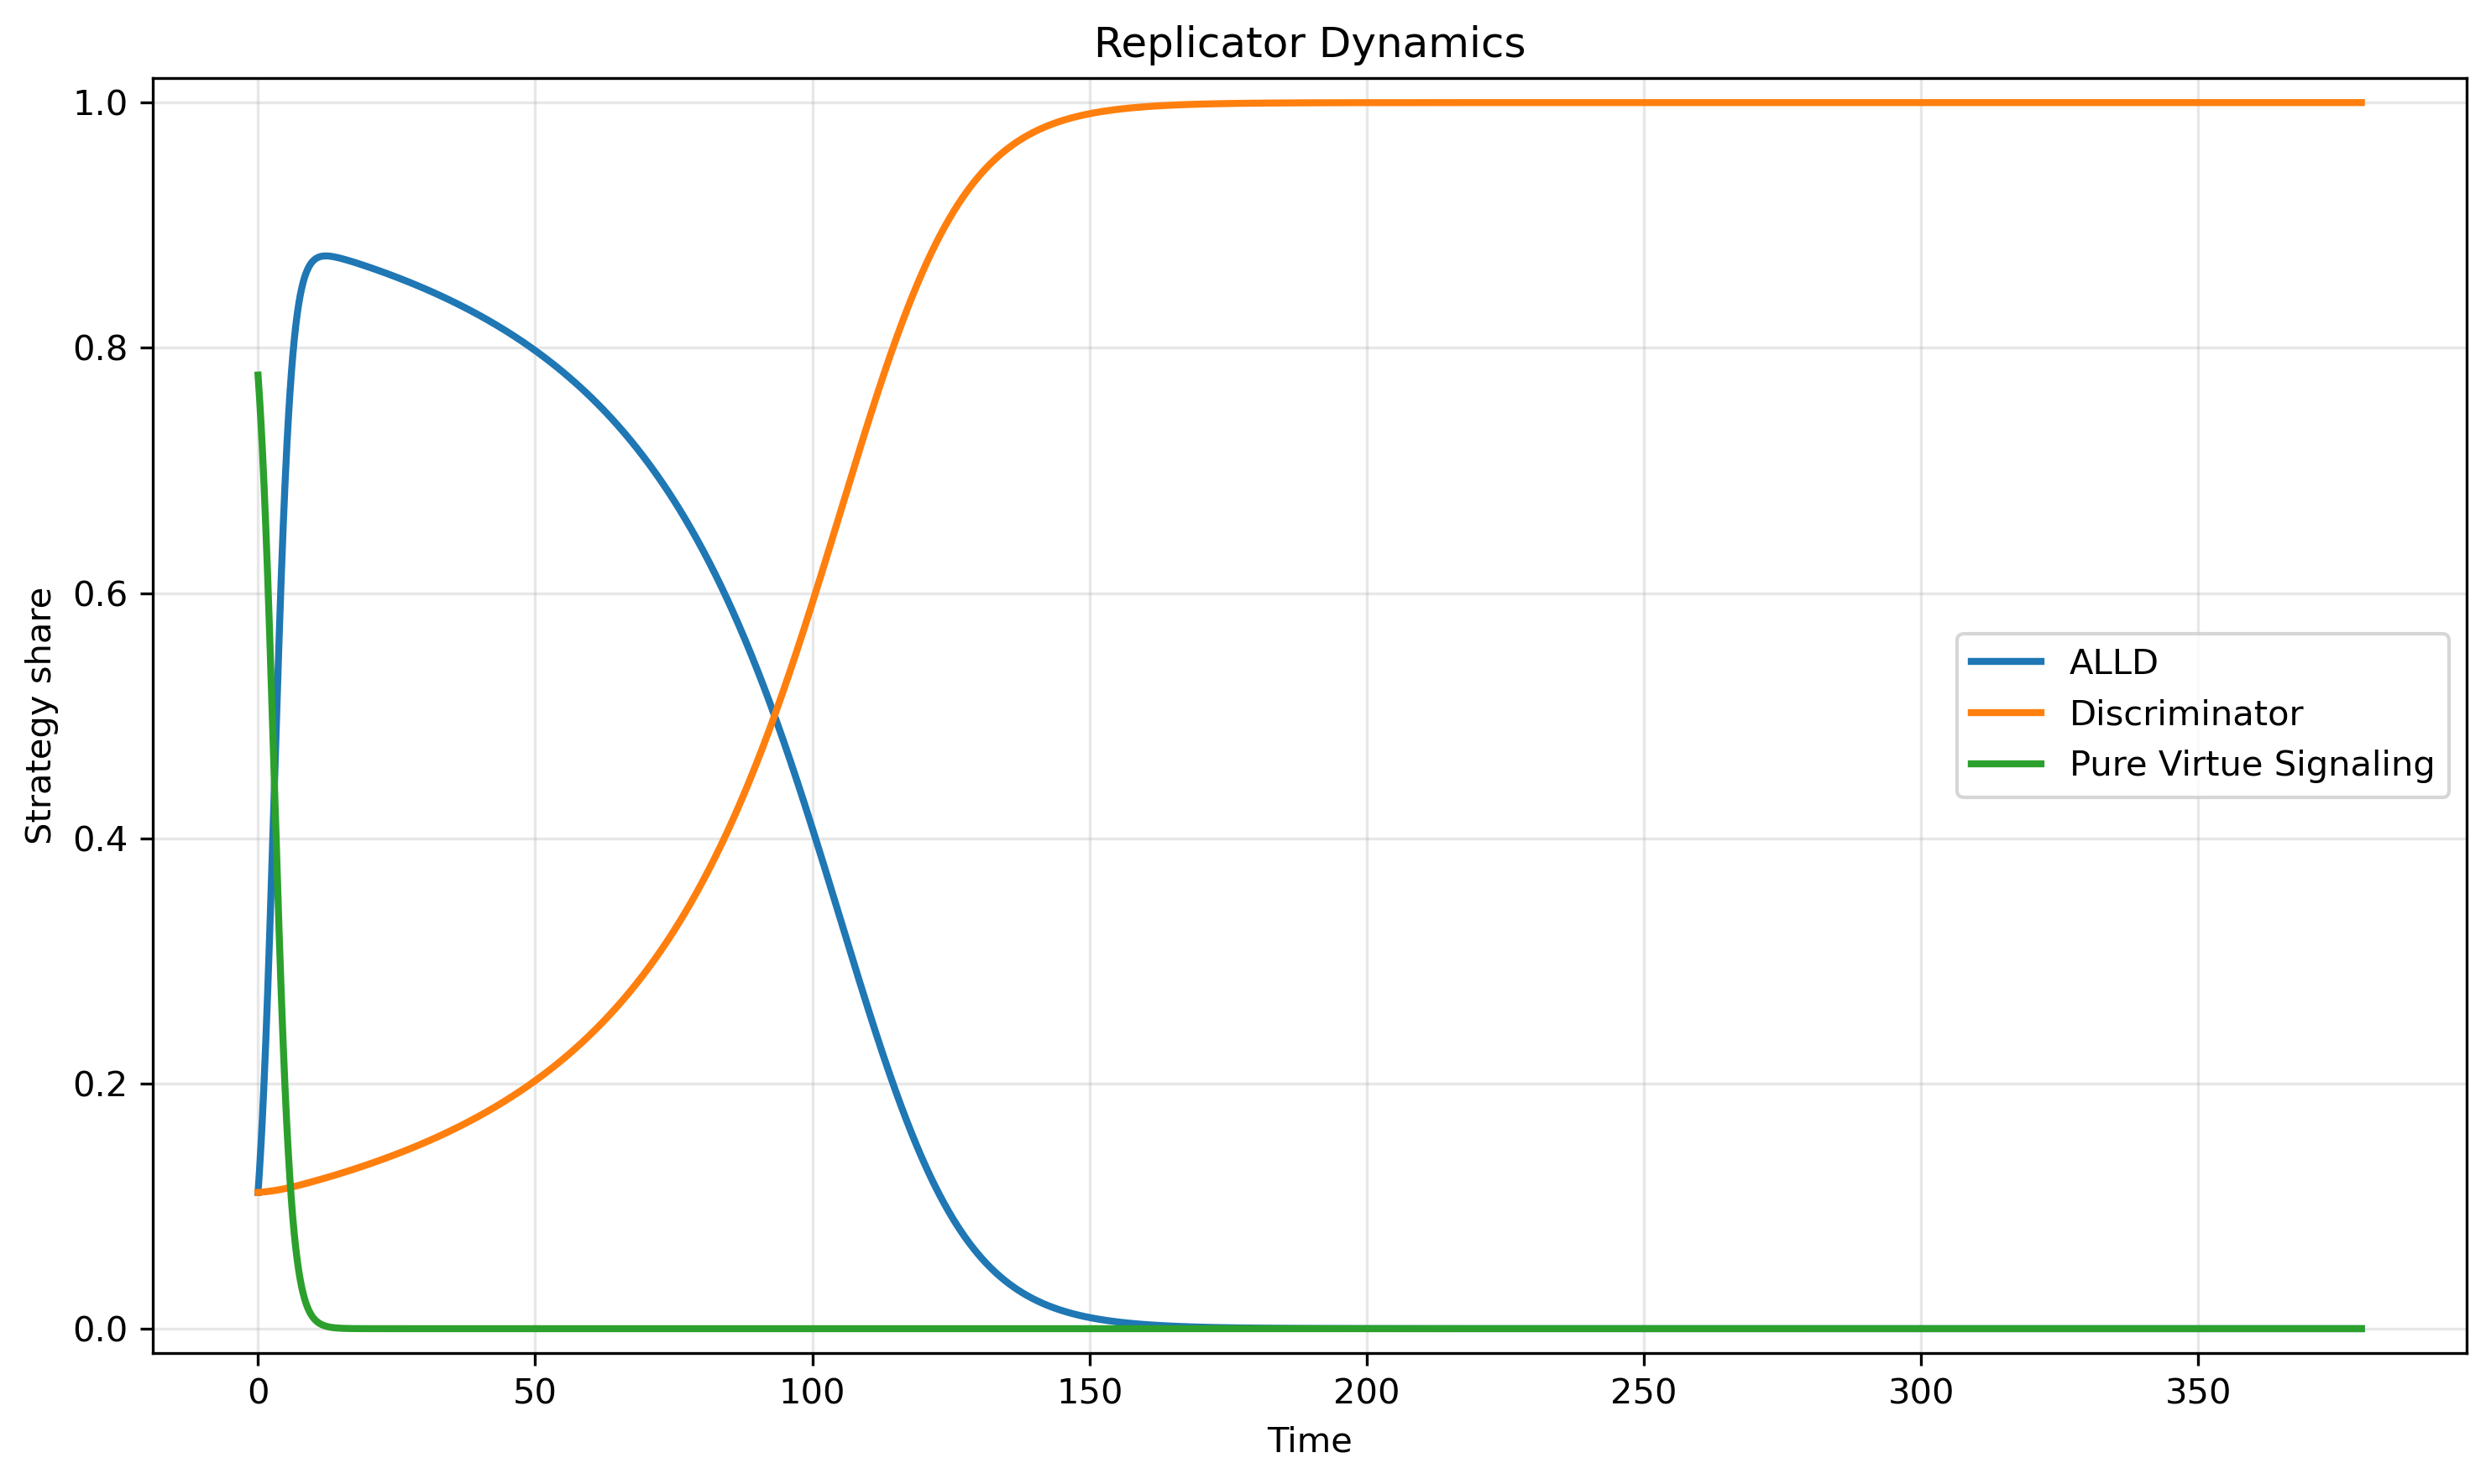 Replicator Dynamics
Strategy share
1.0
0.8
0.6
0.4
0.2
0.0
ALLD
Discriminator
Pure Virtue Signaling
0 50 100 150 200 250 300 350
Time